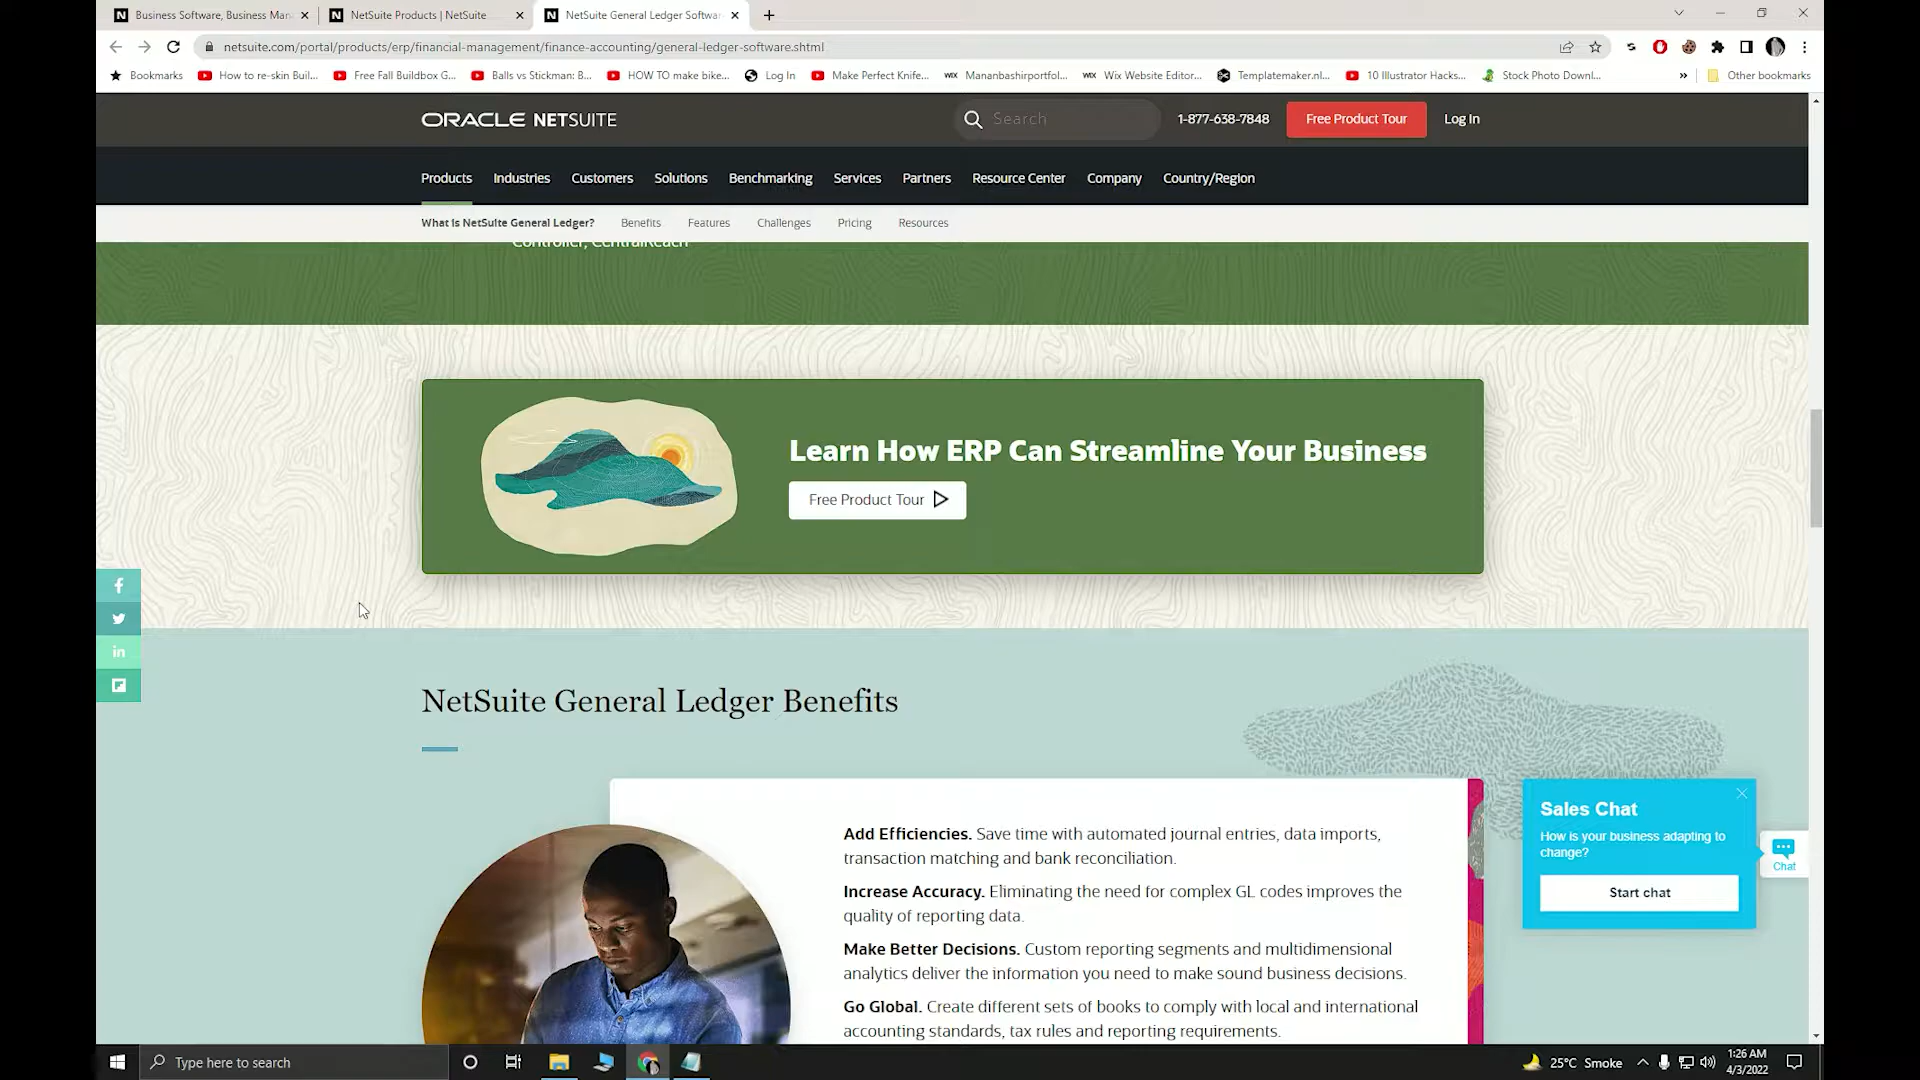 Business Software, Business Man
NetSuite Products | NetSuite
NetSuite General Ledger Softwar
netsuite.com/portal/products/erp/financial-management/finance-accounting/general-ledger-software.shtml
Bookmarks
How to re-skin Buil...
Free Fall Buildbox G...
Balls vs Stickman: B...
HOW TO make bike...
Log In
Make Perfect Knife...
Mananbashirportfol...
Wix Website Editor...
Templatemaker.nl...
10 Illustrator Hacks...
Stock Photo Downl...
Other bookmarks
ORACLE NETSUITE
Search
1-877-638-7848
Free Product Tour
Log In
Products
Industries
Customers
Solutions
Benchmarking
Services
Partners
Resource Center
Company
Country/Region
What is NetSuite General Ledger?
Benefits
Features
Challenges
Pricing
Resources
Controller, CentralReach
Learn How ERP Can Streamline Your Business
Free Product Tour
NetSuite General Ledger Benefits
Add Efficiencies. Save time with automated journal entries, data imports,
transaction matching and bank reconciliation.
Increase Accuracy. Eliminating the need for complex GL codes improves the
quality of reporting data.
Make Better Decisions. Custom reporting segments and multidimensional
analytics deliver the information you need to make sound business decisions.
Go Global. Create different sets of books to comply with local and international
accounting standards, tax rules and reporting requirements.
Sales Chat
How is your business adapting to
change?
Start chat
Chat
Type here to search
25°C Smoke
1:26 AM
4/3/2022